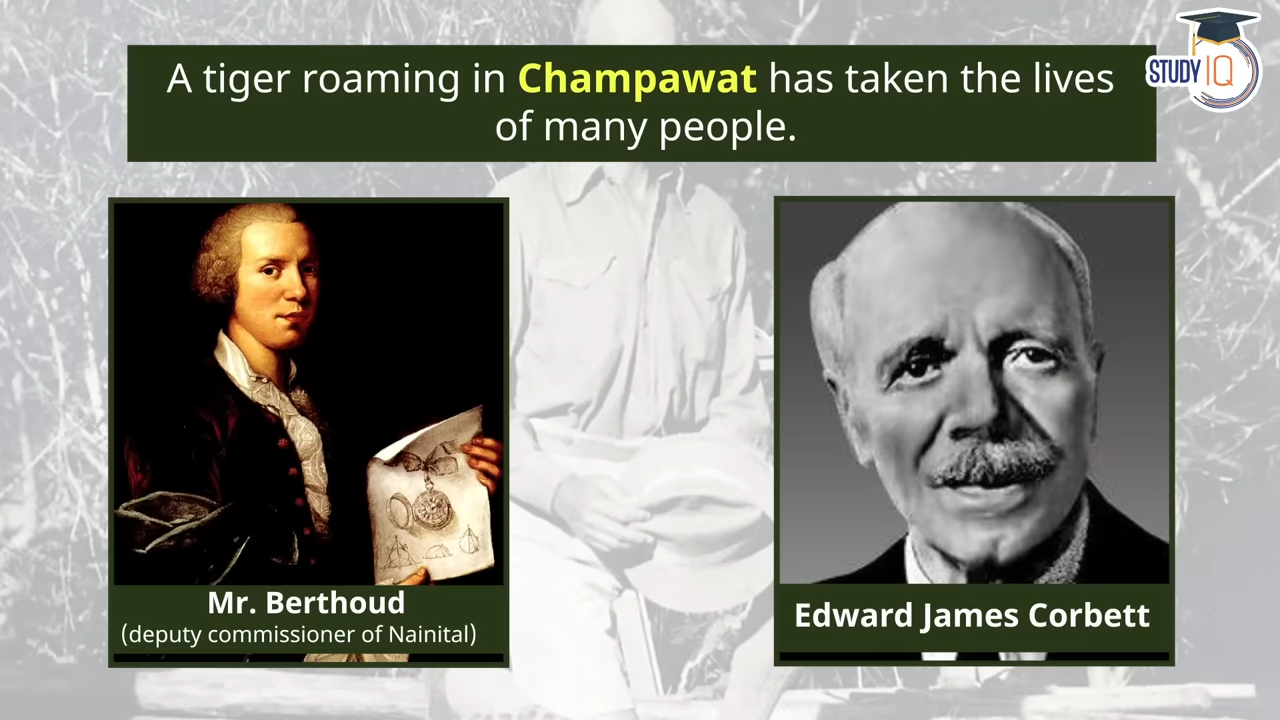 A tiger roaming in Champawat has taken the lives
of many people.
STUDY IQ
Mr. Berthoud
(deputy commissioner of Nainital)
Edward James Corbett